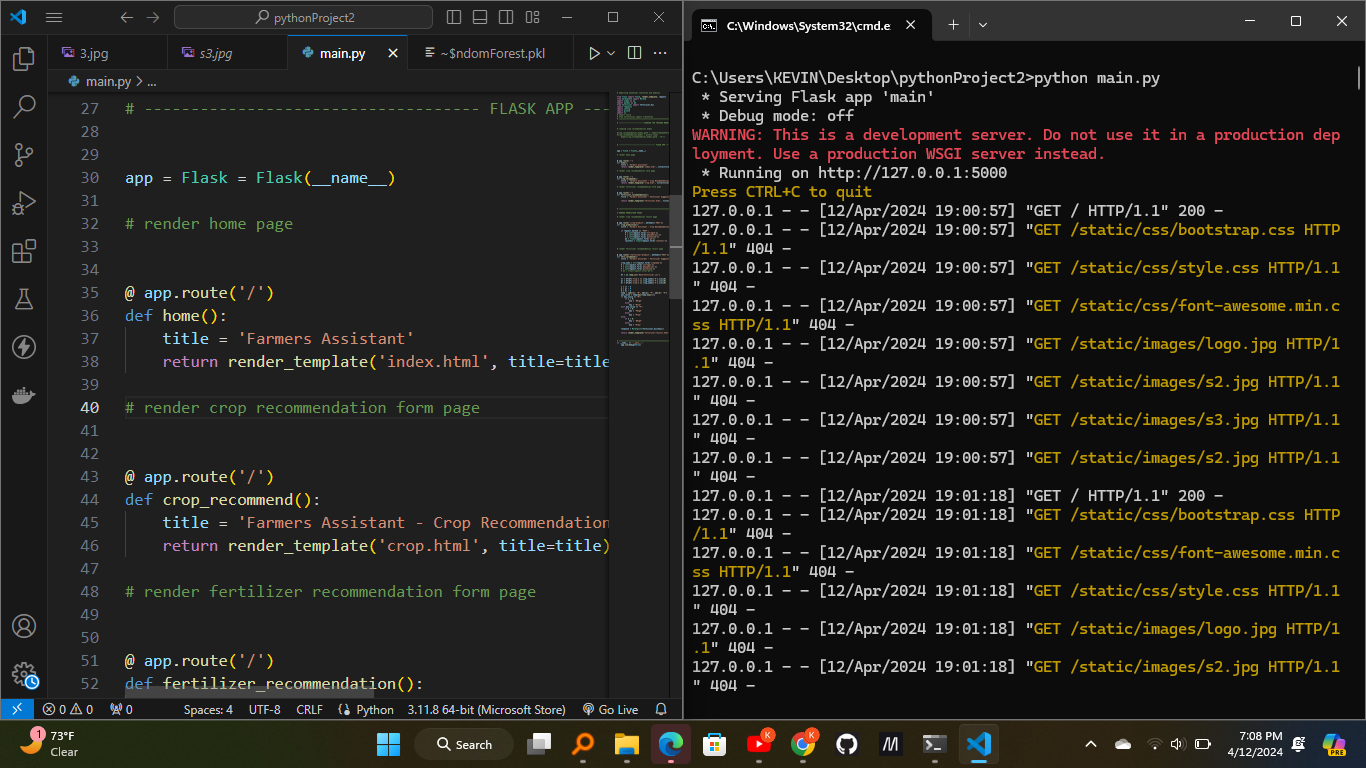 pythonProject2
3.jpg
s3.jpg
main.py
~$ndomForest.pkl
main.py > ...
27 # ------------------------------------ FLASK APP ---
28
29
30 app = Flask = Flask(__name__)
31
32 # render home page
33
34
35 @ app.route('/')
36 def home():
37 title = 'Farmers Assistant'
38 return render_template('index.html', title=title
39
40 # render crop recommendation form page
41
42
43 @ app.route('/')
44 def crop_recommend():
45 title = 'Farmers Assistant - Crop Recommendation
46 return render_template('crop.html', title=title)
47
48 # render fertilizer recommendation form page
49
50
51 @ app.route('/')
52 def fertilizer_recommendation():
0 0 0 Spaces: 4 UTF-8 CRLF Python 3.11.8 64-bit (Microsoft Store) Go Live
C:\Windows\System32\cmd.e:
C:\Users\KEVIN\Desktop\pythonProject2>python main.py
* Serving Flask app 'main'
* Debug mode: off
WARNING: This is a development server. Do not use it in a production dep
loyment. Use a production WSGI server instead.
* Running on http://127.0.0.1:5000
Press CTRL+C to quit
127.0.0.1 - - [12/Apr/2024 19:00:57] "GET / HTTP/1.1" 200 -
127.0.0.1 - - [12/Apr/2024 19:00:57] "GET /static/css/bootstrap.css HTTP
/1.1" 404 -
127.0.0.1 - - [12/Apr/2024 19:00:57] "GET /static/css/style.css HTTP/1.1
" 404 -
127.0.0.1 - - [12/Apr/2024 19:00:57] "GET /static/css/font-awesome.min.c
ss HTTP/1.1" 404 -
127.0.0.1 - - [12/Apr/2024 19:00:57] "GET /static/images/logo.jpg HTTP/1
.1" 404 -
127.0.0.1 - - [12/Apr/2024 19:00:57] "GET /static/images/s2.jpg HTTP/1.1
" 404 -
127.0.0.1 - - [12/Apr/2024 19:00:57] "GET /static/images/s3.jpg HTTP/1.1
" 404 -
127.0.0.1 - - [12/Apr/2024 19:00:57] "GET /static/images/s2.jpg HTTP/1.1
" 404 -
127.0.0.1 - - [12/Apr/2024 19:01:18] "GET / HTTP/1.1" 200 -
127.0.0.1 - - [12/Apr/2024 19:01:18] "GET /static/css/bootstrap.css HTTP
/1.1" 404 -
127.0.0.1 - - [12/Apr/2024 19:01:18] "GET /static/css/font-awesome.min.c
ss HTTP/1.1" 404 -
127.0.0.1 - - [12/Apr/2024 19:01:18] "GET /static/css/style.css HTTP/1.1
" 404 -
127.0.0.1 - - [12/Apr/2024 19:01:18] "GET /static/images/logo.jpg HTTP/1
.1" 404 -
127.0.0.1 - - [12/Apr/2024 19:01:18] "GET /static/images/s2.jpg HTTP/1.1
" 404 -
1
73°F
Clear
Search
K
K
M
7:08 PM
4/12/2024
PRE